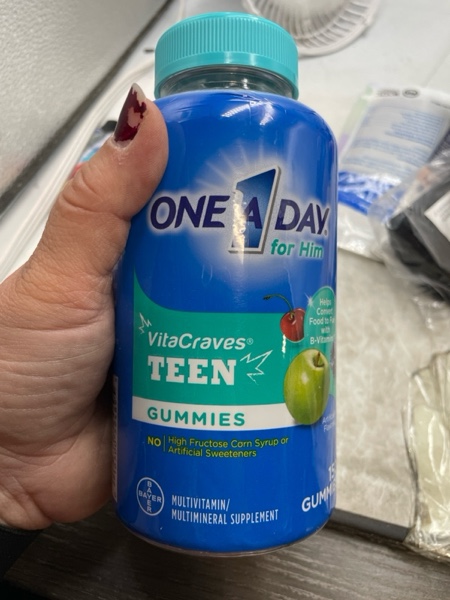 ONE A DAY
for Him
Helps
Convert
Food to
with
B-Vitamins
VitaCraves®
TEEN
GUMMIES
NO High Fructose Corn Syrup or
Artificial Sweeteners
BAYER
BAYER
MULTIVITAMIN/
MULTIMINERAL SUPPLEMENT